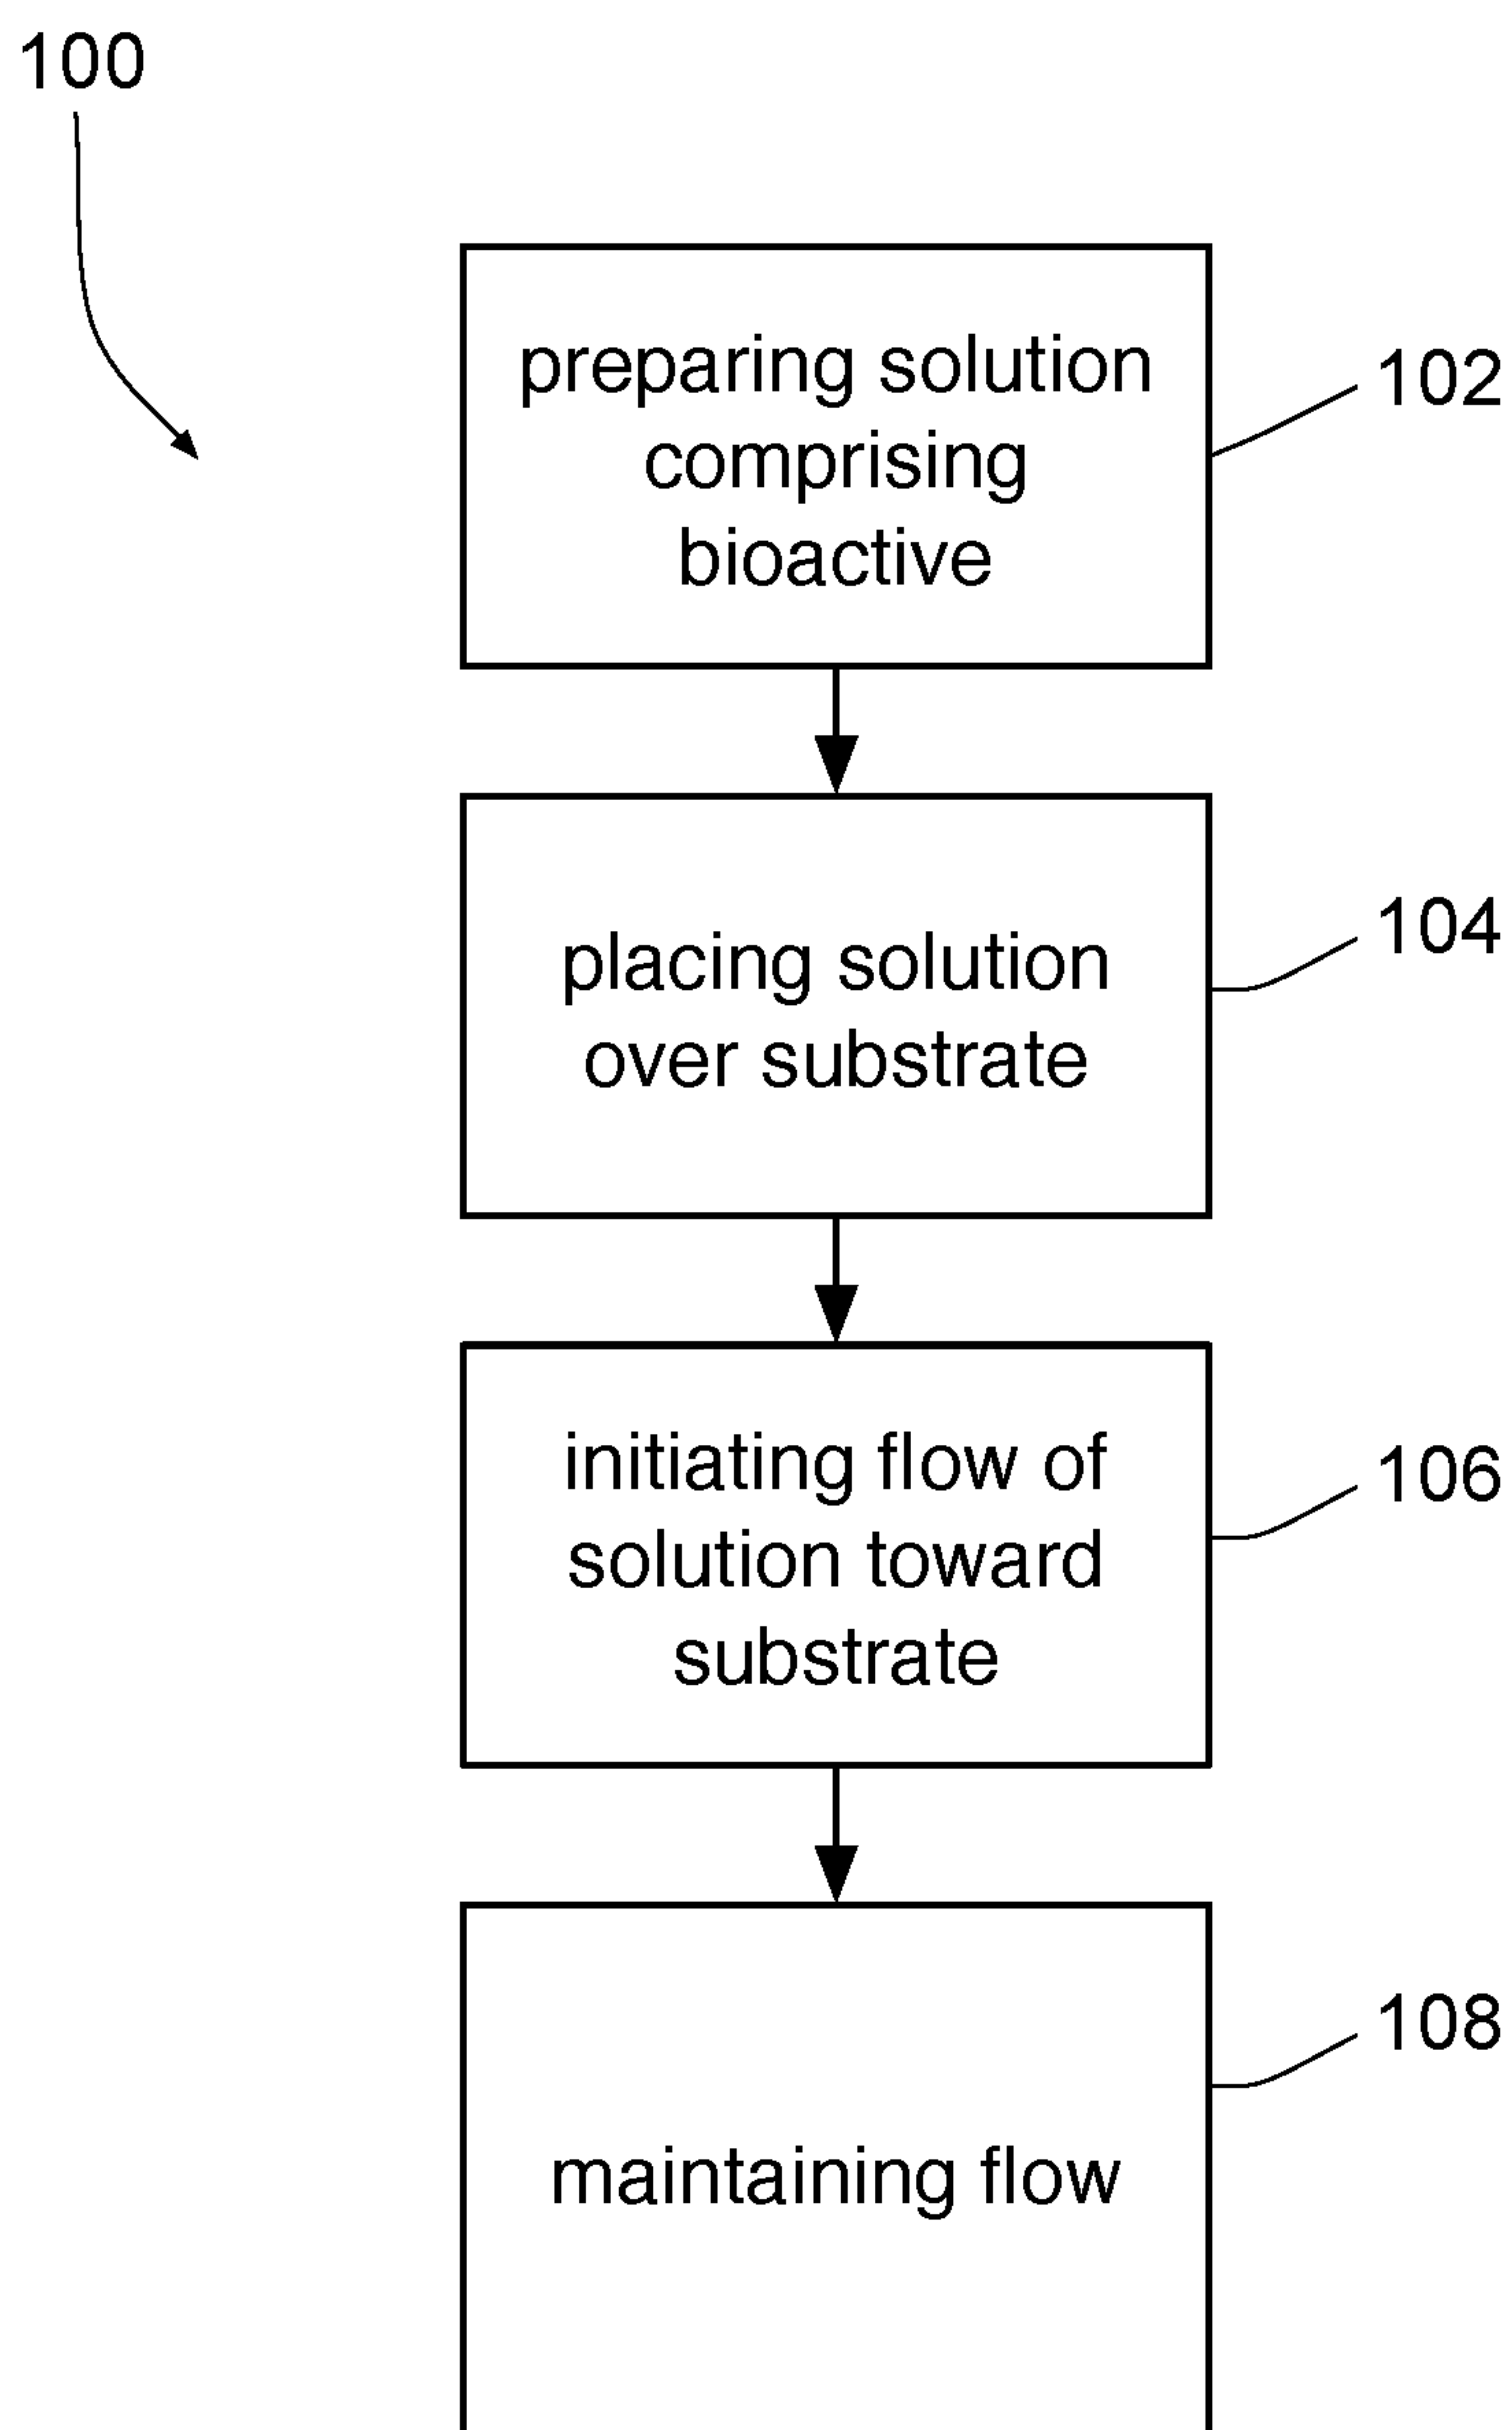 100
preparing solution
comprising
bioactive
102
placing solution
over substrate
104
initiating flow of
solution toward
substrate
106
maintaining flow
108